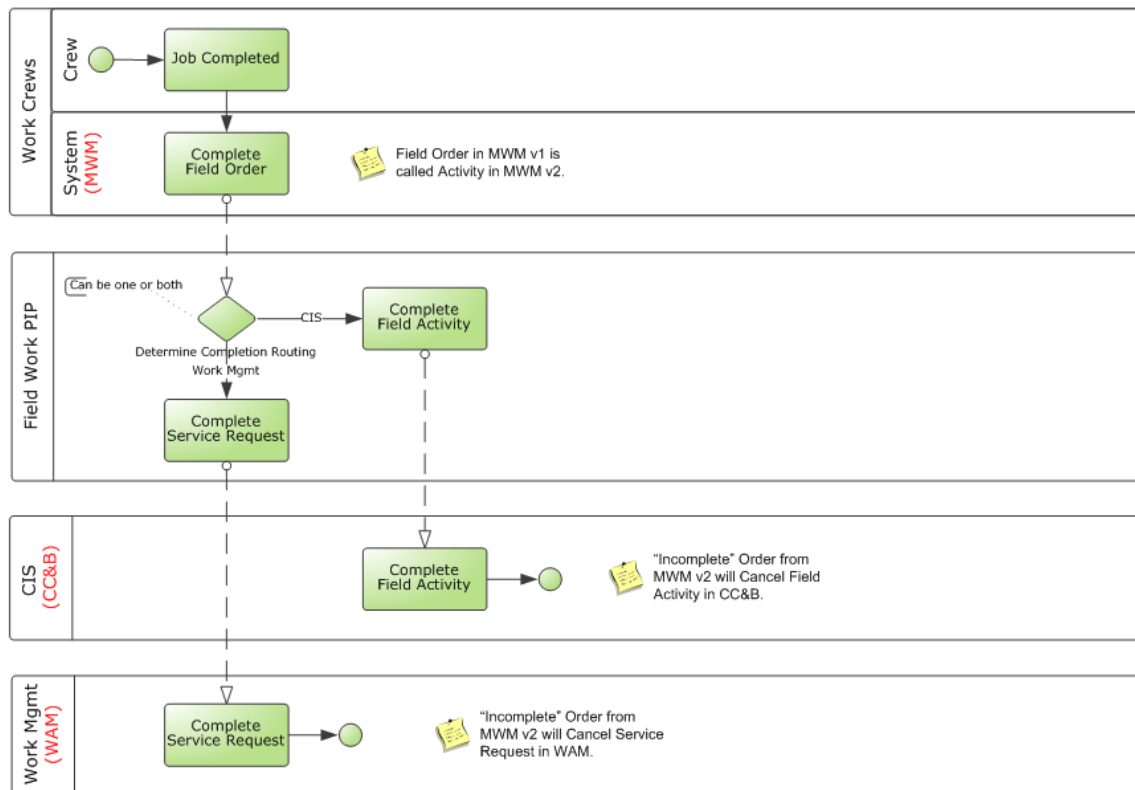 Work Crews
Crew
Job Completed
System
(MWM)
Complete
Field Order
Field Order in MWM v1 is
called Activity in MWM v2.
Field Work PIP
Can be one or both
CIS
Complete
Field Activity
Determine Completion Routing
Work Mgmt
Complete
Service Request
CIS
(CC&B)
Complete
Field Activity
“Incomplete” Order from
MWM v2 will Cancel Field
Activity in CC&B.
Work Mgmt
(WAM)
Complete
Service Request
“Incomplete” Order from
MWM v2 will Cancel Service
Request in WAM.